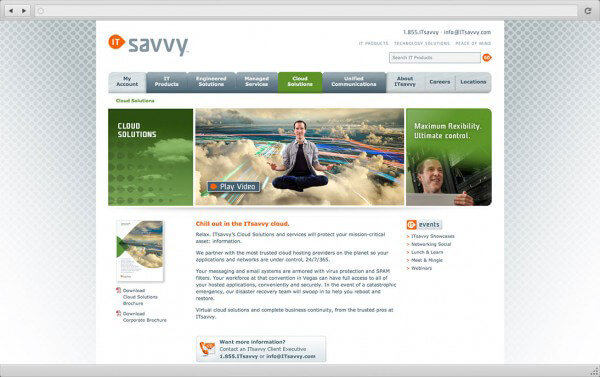 IT savvy
1.855.ITsavvy · info@ITsavvy.com
IT PRODUCTS TECHNOLOGY SOLUTIONS PEACE OF MIND
Search IT Products
GO
My Account
IT Products
Engineered Solutions
Managed Services
Cloud Solutions
Unified Communications
About ITsavvy
Careers
Locations
Cloud Solutions
CLOUD
SOLUTIONS
Play Video
Maximum flexibility.
Ultimate control.
Chill out in the ITsavvy cloud.
Relax. ITsavvy's Cloud Solutions and services will protect your mission-critical
asset: information.
We partner with the most trusted cloud hosting providers on the planet so your
applications and networks are under control, 24/7/365.
Your messaging and email systems are armored with virus protection and SPAM
filters. Your workforce at that convention in Vegas can have full access to all of
your hosted applications, conveniently and securely. In the event of a catastrophic
emergency, our disaster recovery team will swoop in to help you reboot and
restore.
Virtual cloud solutions and complete business continuity, from the trusted pros at
ITsavvy.
Download
Cloud Solutions
Brochure
Download
Corporate Brochure
events
ITsavvy Showcases
Networking Social
Lunch & Learn
Meet & Mingle
Webinars
Want more information?
Contact an ITsavvy Client Executive
1.855.ITsavvy or info@ITsavvy.com